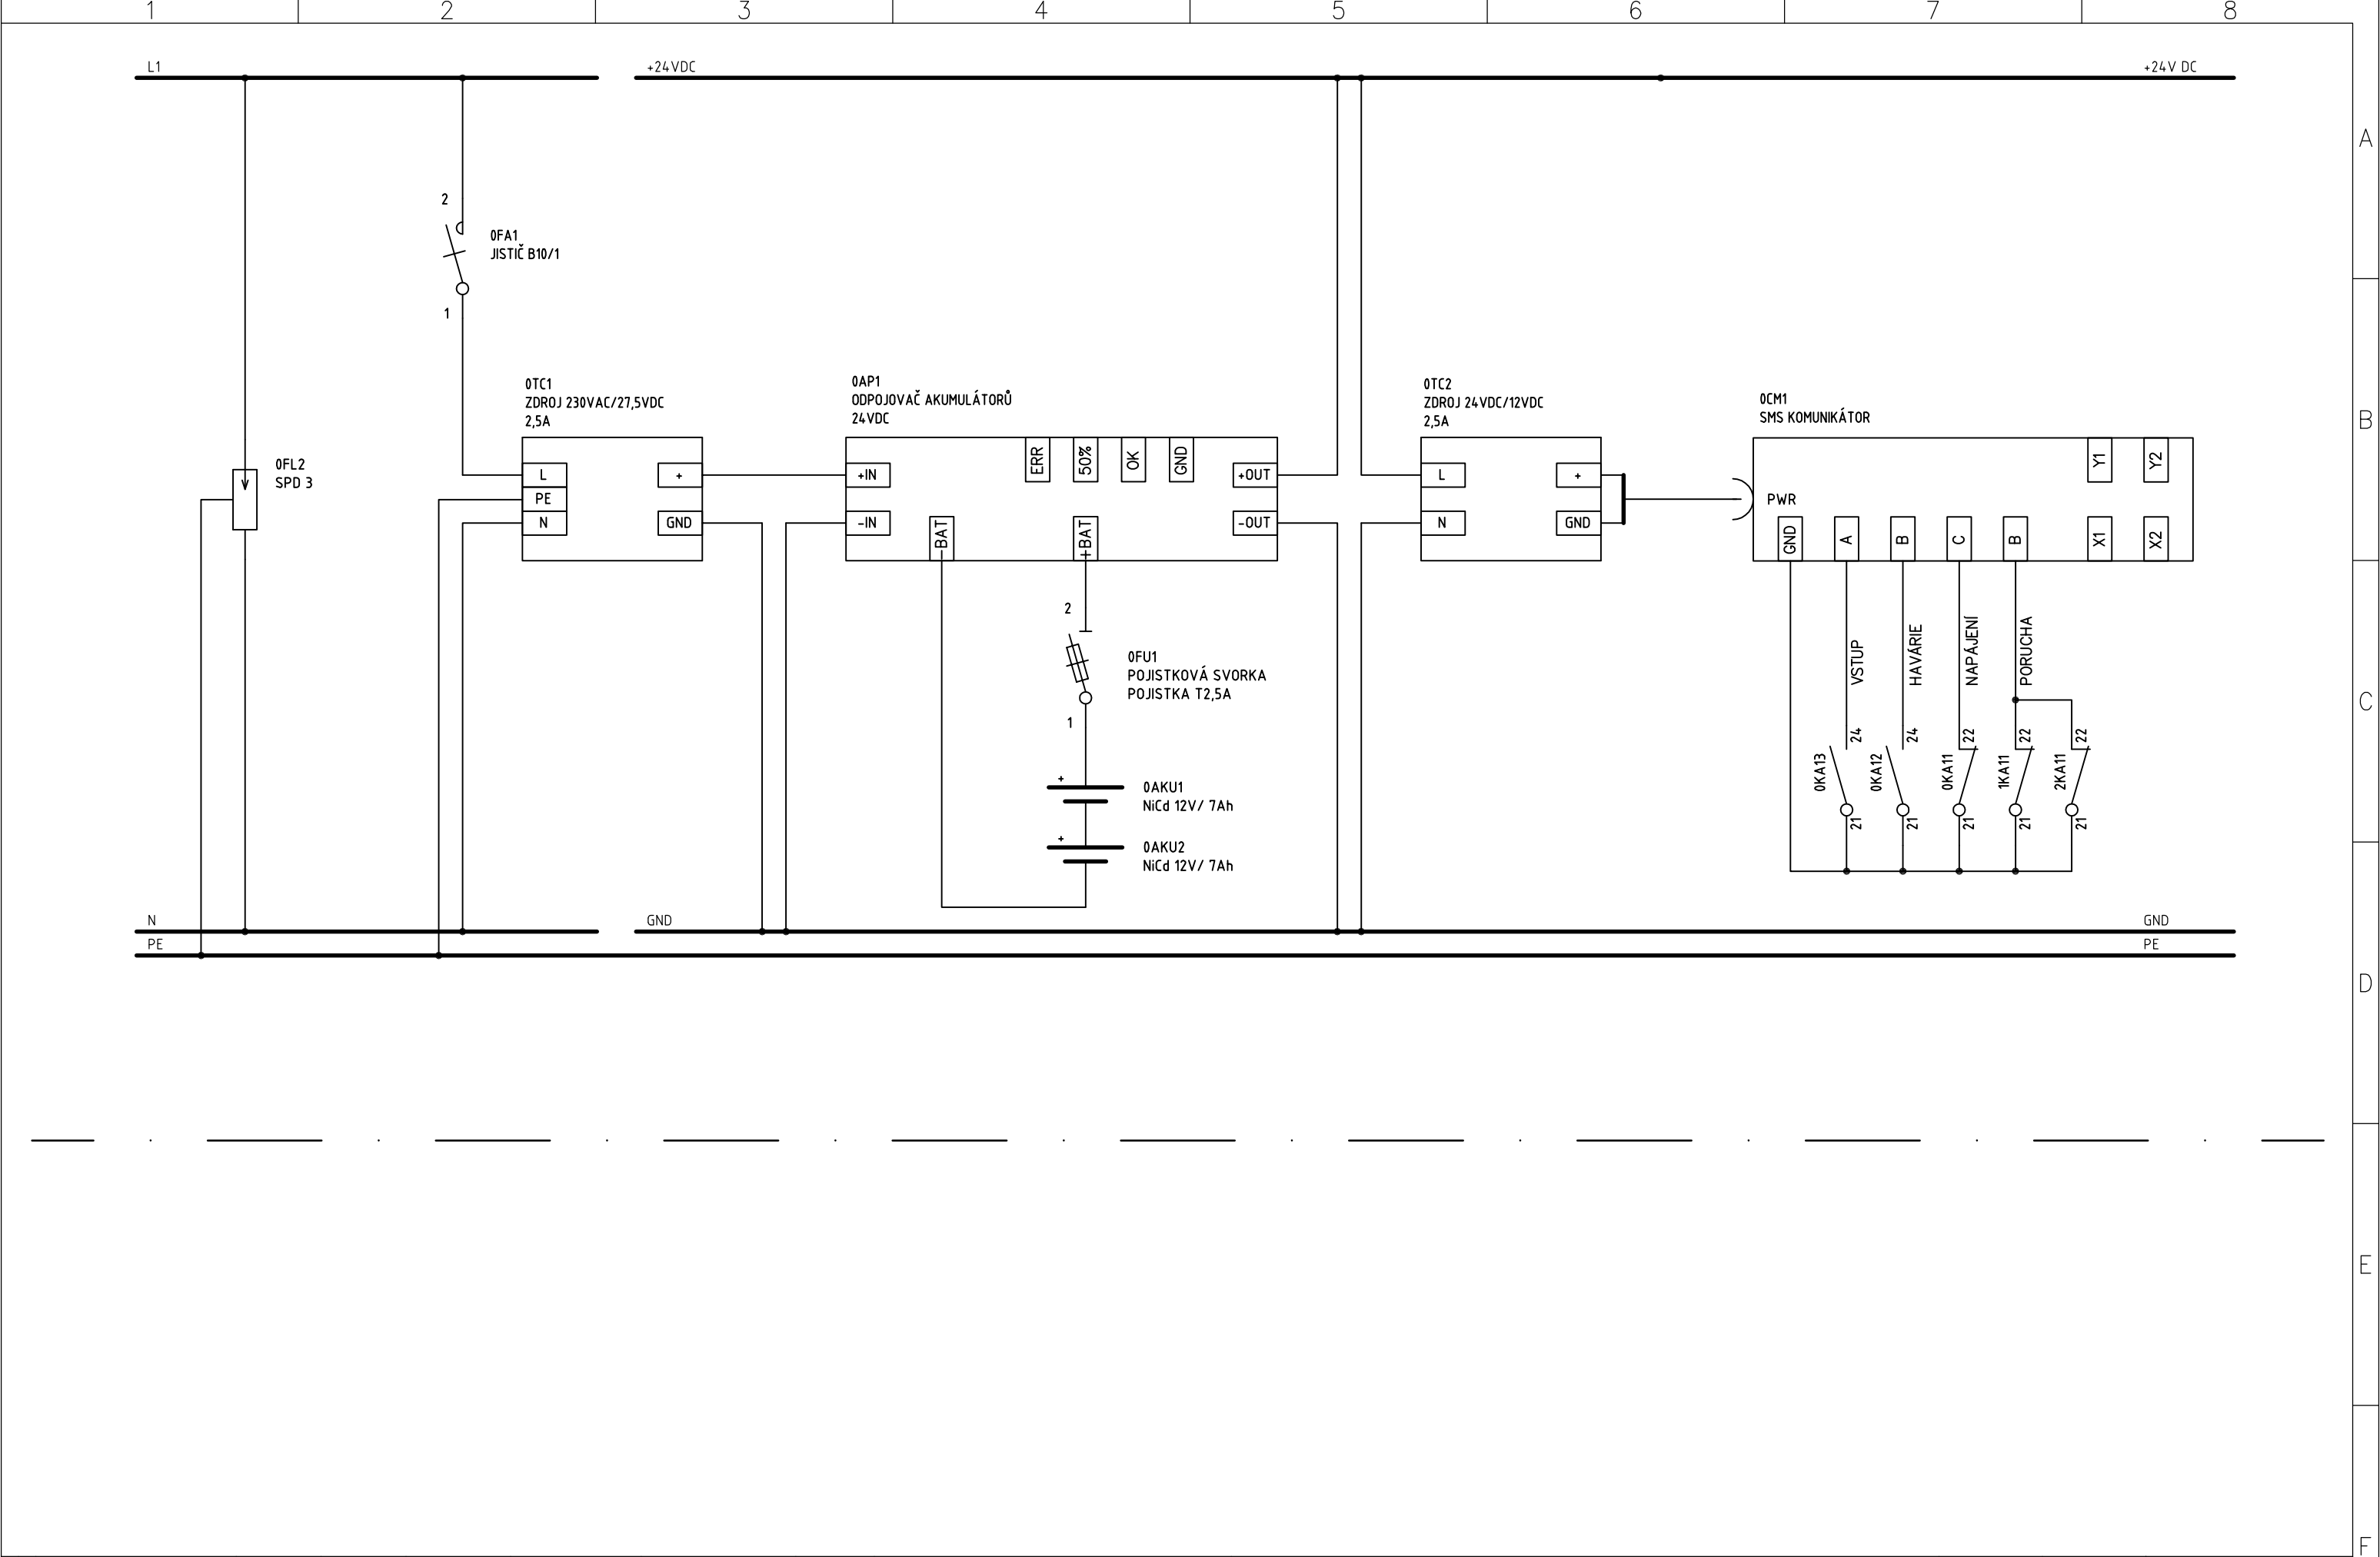 1 2 3 4 5 6 7 8
L1 +24VDC +24V DC
A
2
0FA1
JISTIČ B10/1
1
0TC1
ZDROJ 230VAC/27,5VDC
2,5A
L
PE
N
+
GND
0AP1
ODPOJOVAČ AKUMULÁTORŮ
24VDC
+IN
-IN
ERR
50%
OK
GND
+OUT
-OUT
-BAT
+BAT
0TC2
ZDROJ 24VDC/12VDC
2,5A
L
N
+
GND
0CM1
SMS KOMUNIKÁTOR
PWR
Y1
Y2
GND
A
B
C
B
X1
X2
B
0FL2
SPD 3
2
0FU1
POJISTKOVÁ SVORKA
POJISTKA T2,5A
1
VSTUP
HAVÁRIE
NAPÁJENÍ
PORUCHA
C
24
24
22
22
22
0KA13
0KA12
0KA11
1KA11
2KA11
21
21
21
21
21
+
0AKU1
NiCd 12V/ 7Ah
+
0AKU2
NiCd 12V/ 7Ah
N GND GND
PE PE
D
E
F